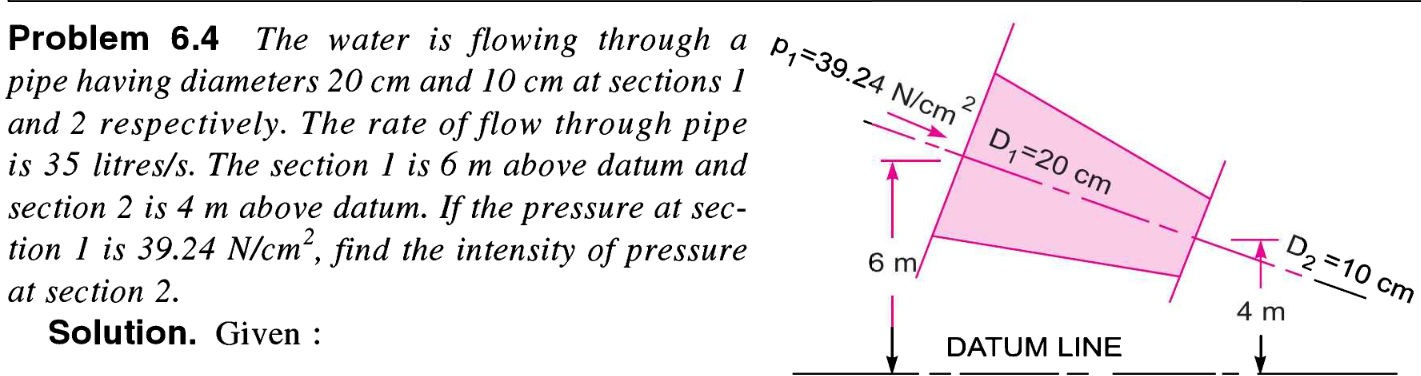 Problem 6.4 The water is flowing through a
pipe having diameters 20 cm and 10 cm at sections 1
and 2 respectively. The rate of flow through pipe
is 35 litres/s. The section 1 is 6 m above datum and
section 2 is 4 m above datum. If the pressure at sec-
tion 1 is 39.24 N/cm², find the intensity of pressure
at section 2.
Solution. Given :
p₁=39.24 N/cm²
D₁=20 cm
6 m
D₂=10 cm
4 m
DATUM LINE